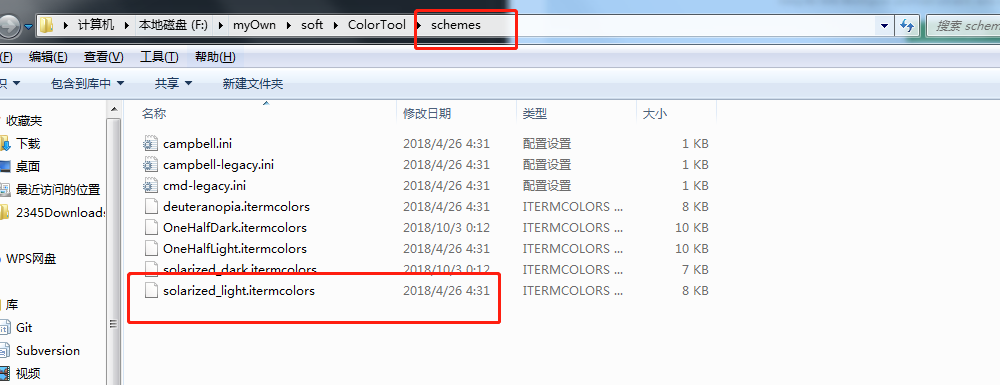 计算机 ▸ 本地磁盘 (F:) ▸ myOwn ▸ soft ▸ ColorTool ▸ schemes
搜索 schem
(F) 编辑(E) 查看(V) 工具(T) 帮助(H)
织 包含到库中 共享 新建文件夹
收藏夹
下载
桌面
最近访问的位置
2345Downloads
WPS网盘
库
Git
Subversion
视频
名称 修改日期 类型 大小
campbell.ini 2018/4/26 4:31 配置设置 1 KB
campbell-legacy.ini 2018/4/26 4:31 配置设置 1 KB
cmd-legacy.ini 2018/4/26 4:31 配置设置 1 KB
deuteranopia.itermcolors 2018/4/26 4:31 ITERMCOLORS ... 8 KB
OneHalfDark.itermcolors 2018/10/3 0:12 ITERMCOLORS ... 10 KB
OneHalfLight.itermcolors 2018/4/26 4:31 ITERMCOLORS ... 10 KB
solarized_dark.itermcolors 2018/10/3 0:12 ITERMCOLORS ... 7 KB
solarized_light.itermcolors 2018/4/26 4:31 ITERMCOLORS ... 8 KB